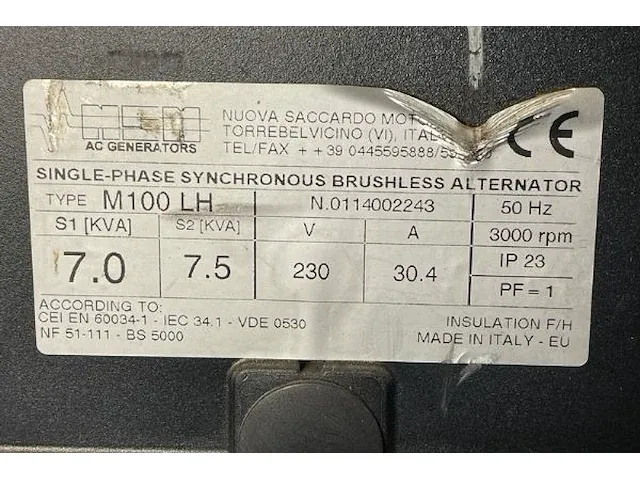 NSM
AC GENERATORS
NUOVA SACCARDO
TORREBELVICINO (VI),
TEL/FAX + + 39 0445595888/
CE
SINGLE-PHASE SYNCHRONOUS BRUSHLESS ALTERNATOR
TYPE M100 LH N.0114002243 50 Hz
S1 [KVA] S2 [KVA] V A 3000 rpm
7.0 7.5 230 30.4 IP 23
PF = 1
ACCORDING TO:
CEI EN 60034-1 - IEC 34.1 - VDE 0530 INSULATION F/H
NF 51-111 - BS 5000 MADE IN ITALY - EU